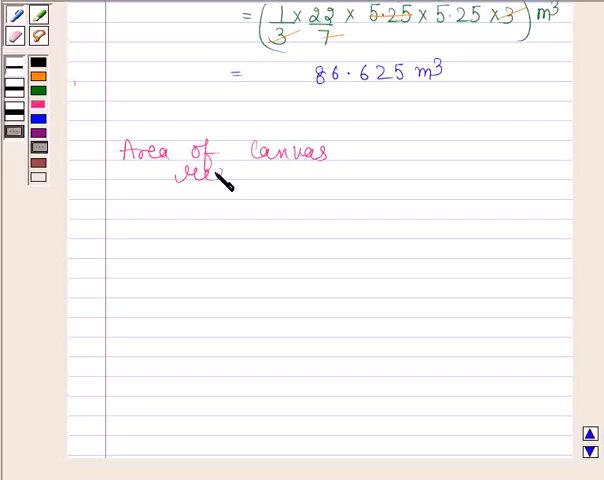 = (1/3 × 22/7 × 5.25 × 5.25 × 3) m³
= 86.625 m³
Area of Canvas